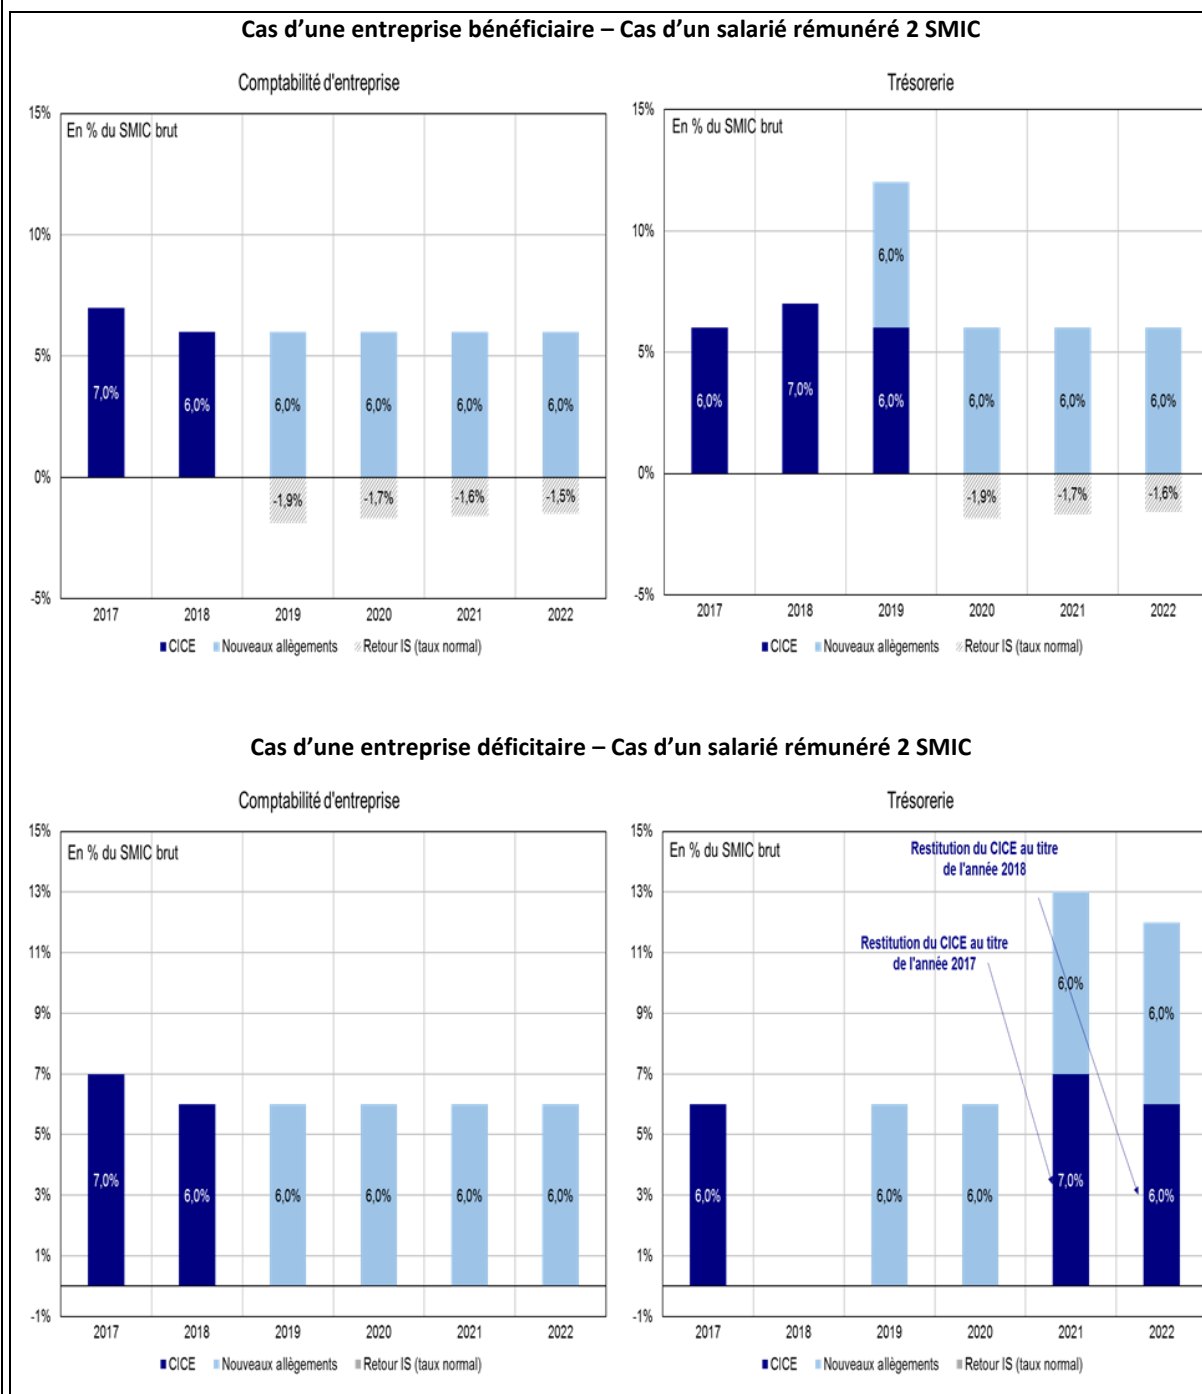 Cas d’une entreprise bénéficiaire – Cas d’un salarié rémunéré 2 SMIC
Comptabilité d'entreprise
15%
En % du SMIC brut
10%
5%
0%
-5%
7,0%
6,0%
6,0%
6,0%
6,0%
6,0%
-1,9%
-1,7%
-1,6%
-1,5%
2017 2018 2019 2020 2021 2022
CICE Nouveaux allègements Retour IS (taux normal)
Trésorerie
15%
En % du SMIC brut
10%
5%
0%
-5%
6,0%
7,0%
6,0%
6,0%
6,0%
6,0%
6,0%
-1,9%
-1,7%
-1,6%
2017 2018 2019 2020 2021 2022
CICE Nouveaux allègements Retour IS (taux normal)
Cas d’une entreprise déficitaire – Cas d’un salarié rémunéré 2 SMIC
Comptabilité d'entreprise
15%
En % du SMIC brut
13%
11%
9%
7%
5%
3%
1%
-1%
7,0%
6,0%
6,0%
6,0%
6,0%
6,0%
2017 2018 2019 2020 2021 2022
CICE Nouveaux allègements Retour IS (taux normal)
Trésorerie
15%
En % du SMIC brut
13%
11%
9%
7%
5%
3%
1%
-1%
Restitution du CICE au titre
de l'année 2018
Restitution du CICE au titre
de l'année 2017
6,0%
6,0%
6,0%
6,0%
7,0%
6,0%
6,0%
2017 2018 2019 2020 2021 2022
CICE Nouveaux allègements Retour IS (taux normal)